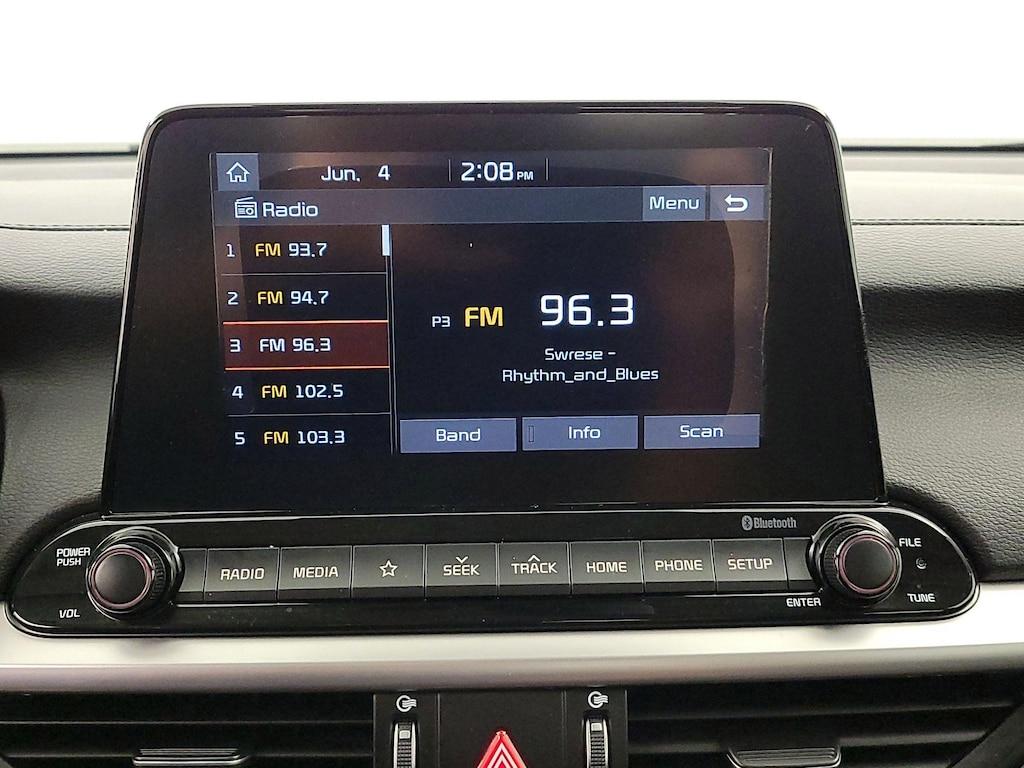 Jun. 4 2:08 PM
Radio Menu
1 FM 93.7
2 FM 94.7
3 FM 96.3
4 FM 102.5
5 FM 103.3
P3 FM 96.3
Swrese -
Rhythm_and_Blues
Band Info Scan
Bluetooth
POWER
PUSH
VOL
RADIO MEDIA SEEK TRACK HOME PHONE SETUP
FILE
ENTER
TUNE